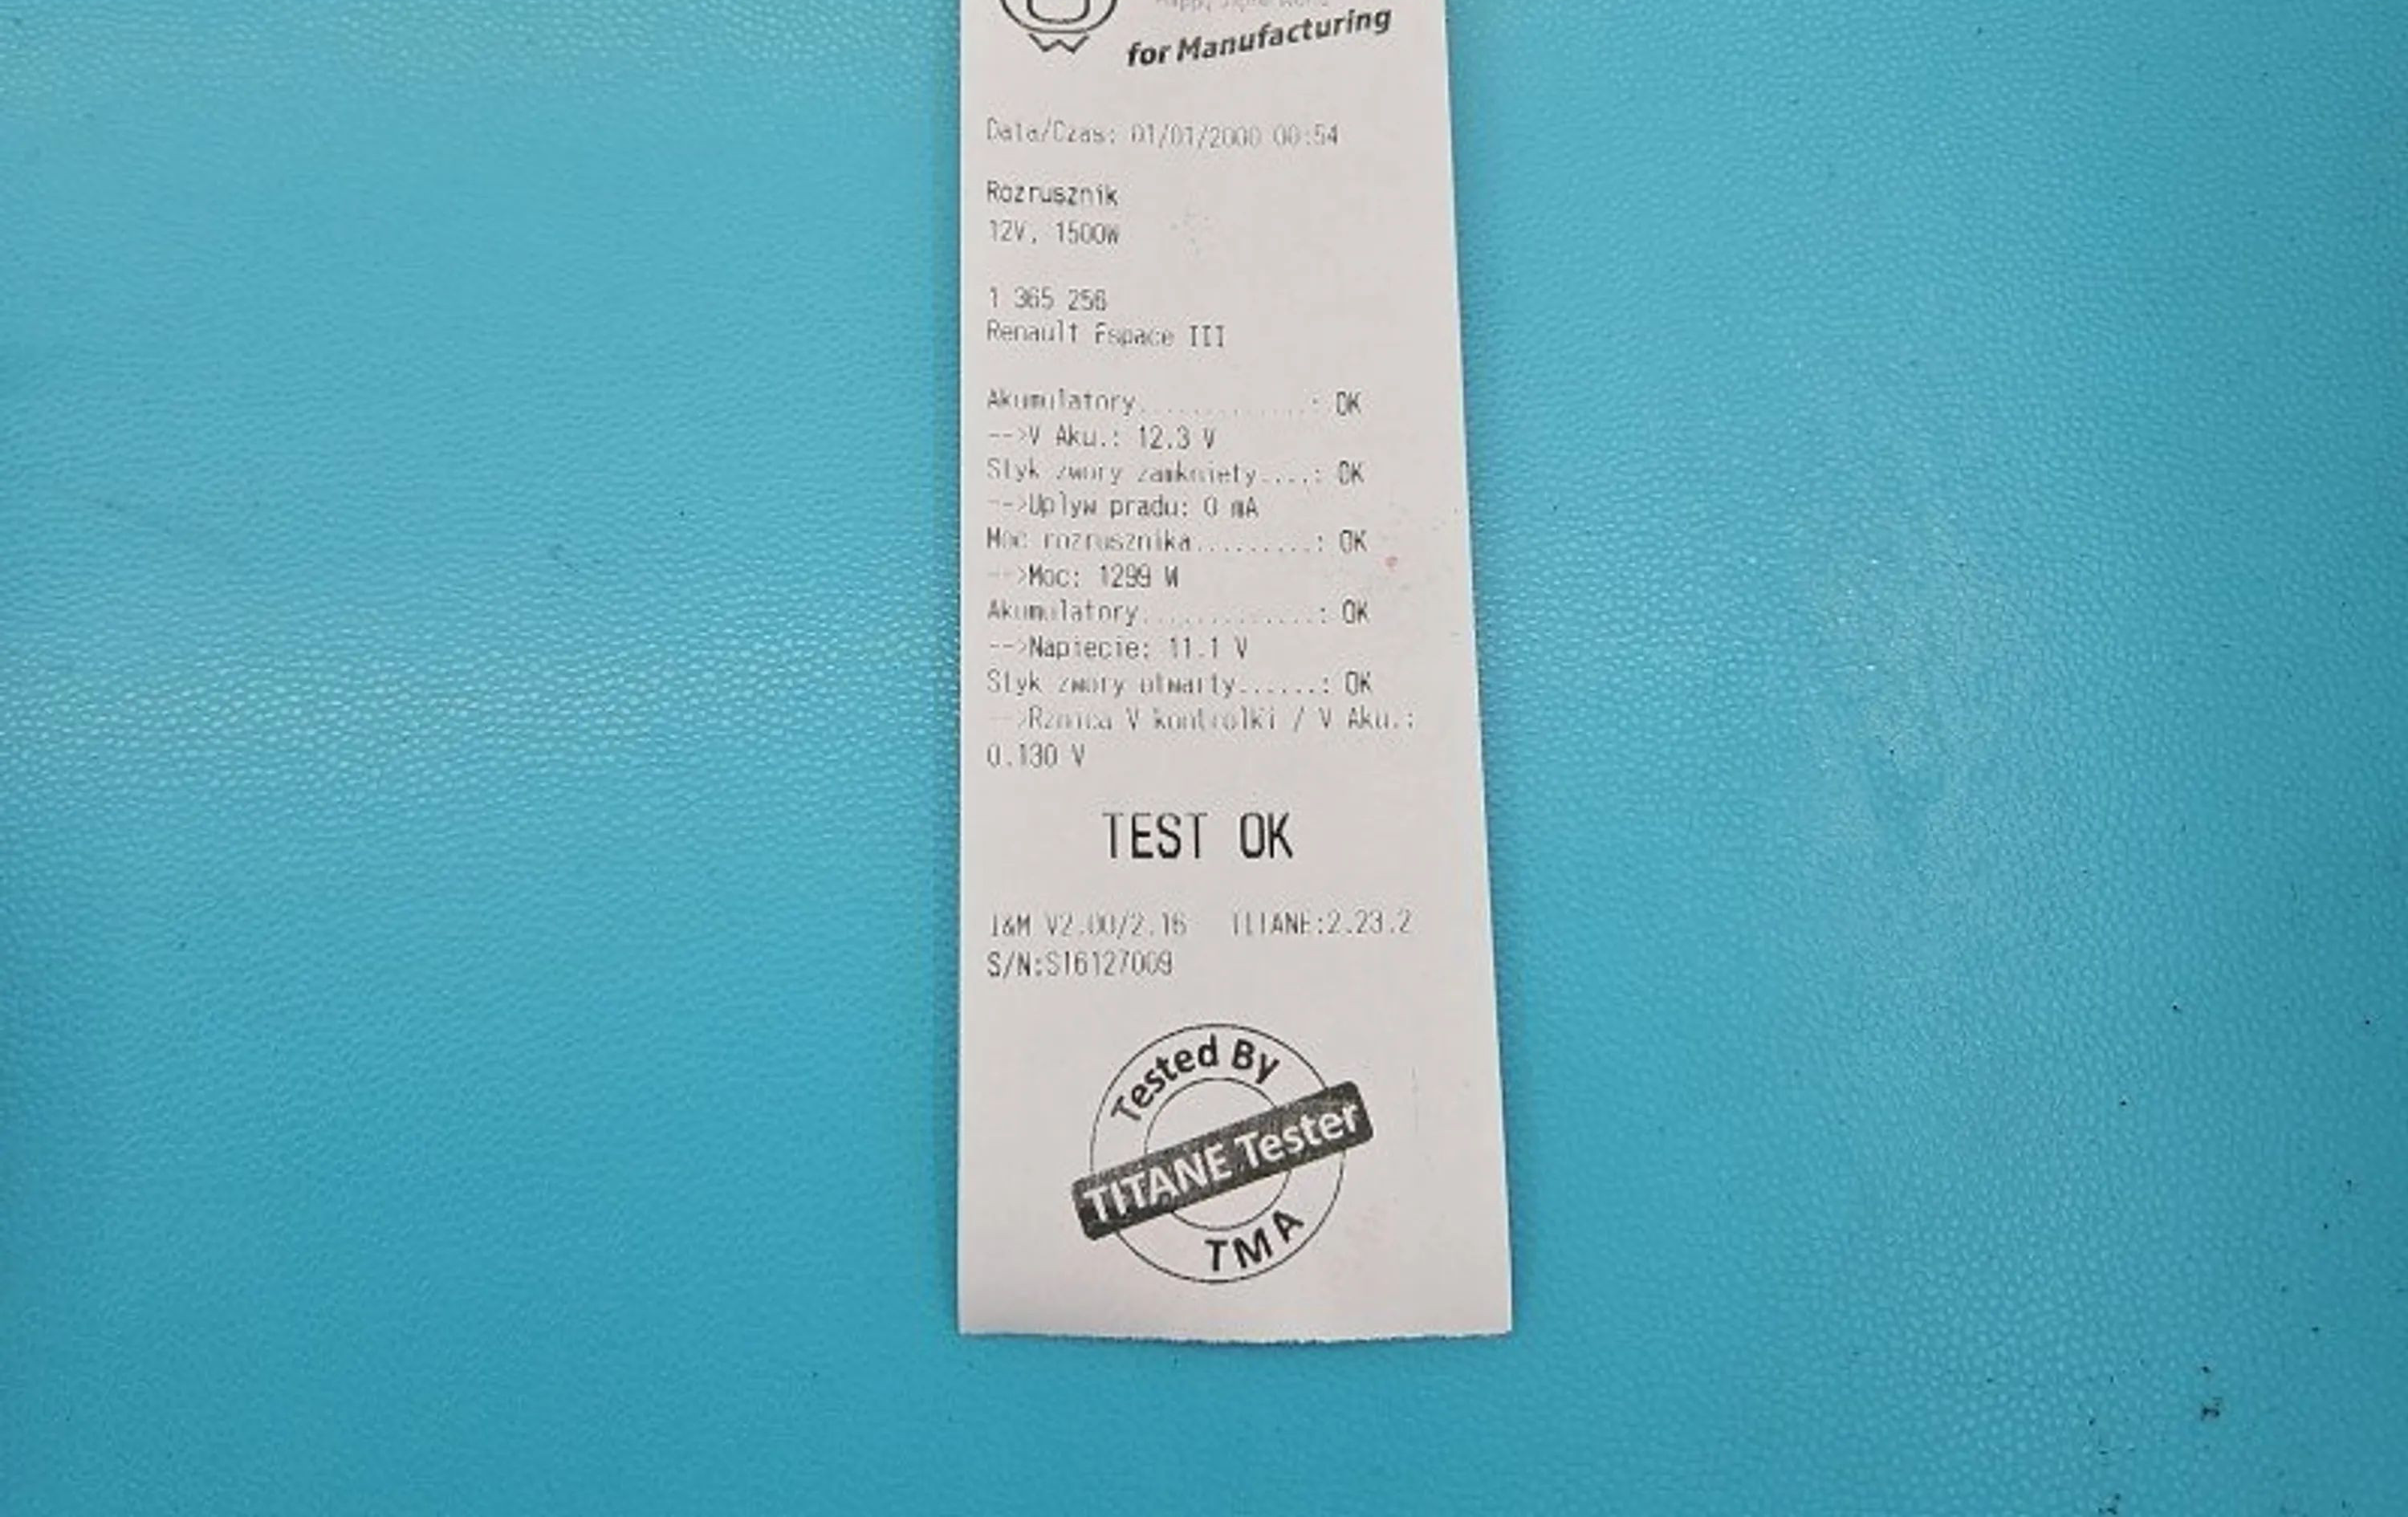 for Manufacturing
Data/Czas: 01/01/2000 00:54
Rozrusznik
12V, 1500W
1 365 256
Renault Espace III
Akumulatory.............: OK
-->V Aku.: 12.3 V
Styk zwory zamkniety....: OK
-->Uplyw pradu: 0 mA
Moc rozrusznika.........: OK
-->Moc: 1299 W
Akumulatory.............: OK
-->Napiecie: 11.1 V
Styk zwory otwarty......: OK
-->Rznica V kontrolki / V Aku.:
0.130 V
TEST OK
I&M V2.00/2.16 TITANE:2.23.2
S/N:S16127009
Tested By
TITANE Tester
TMA